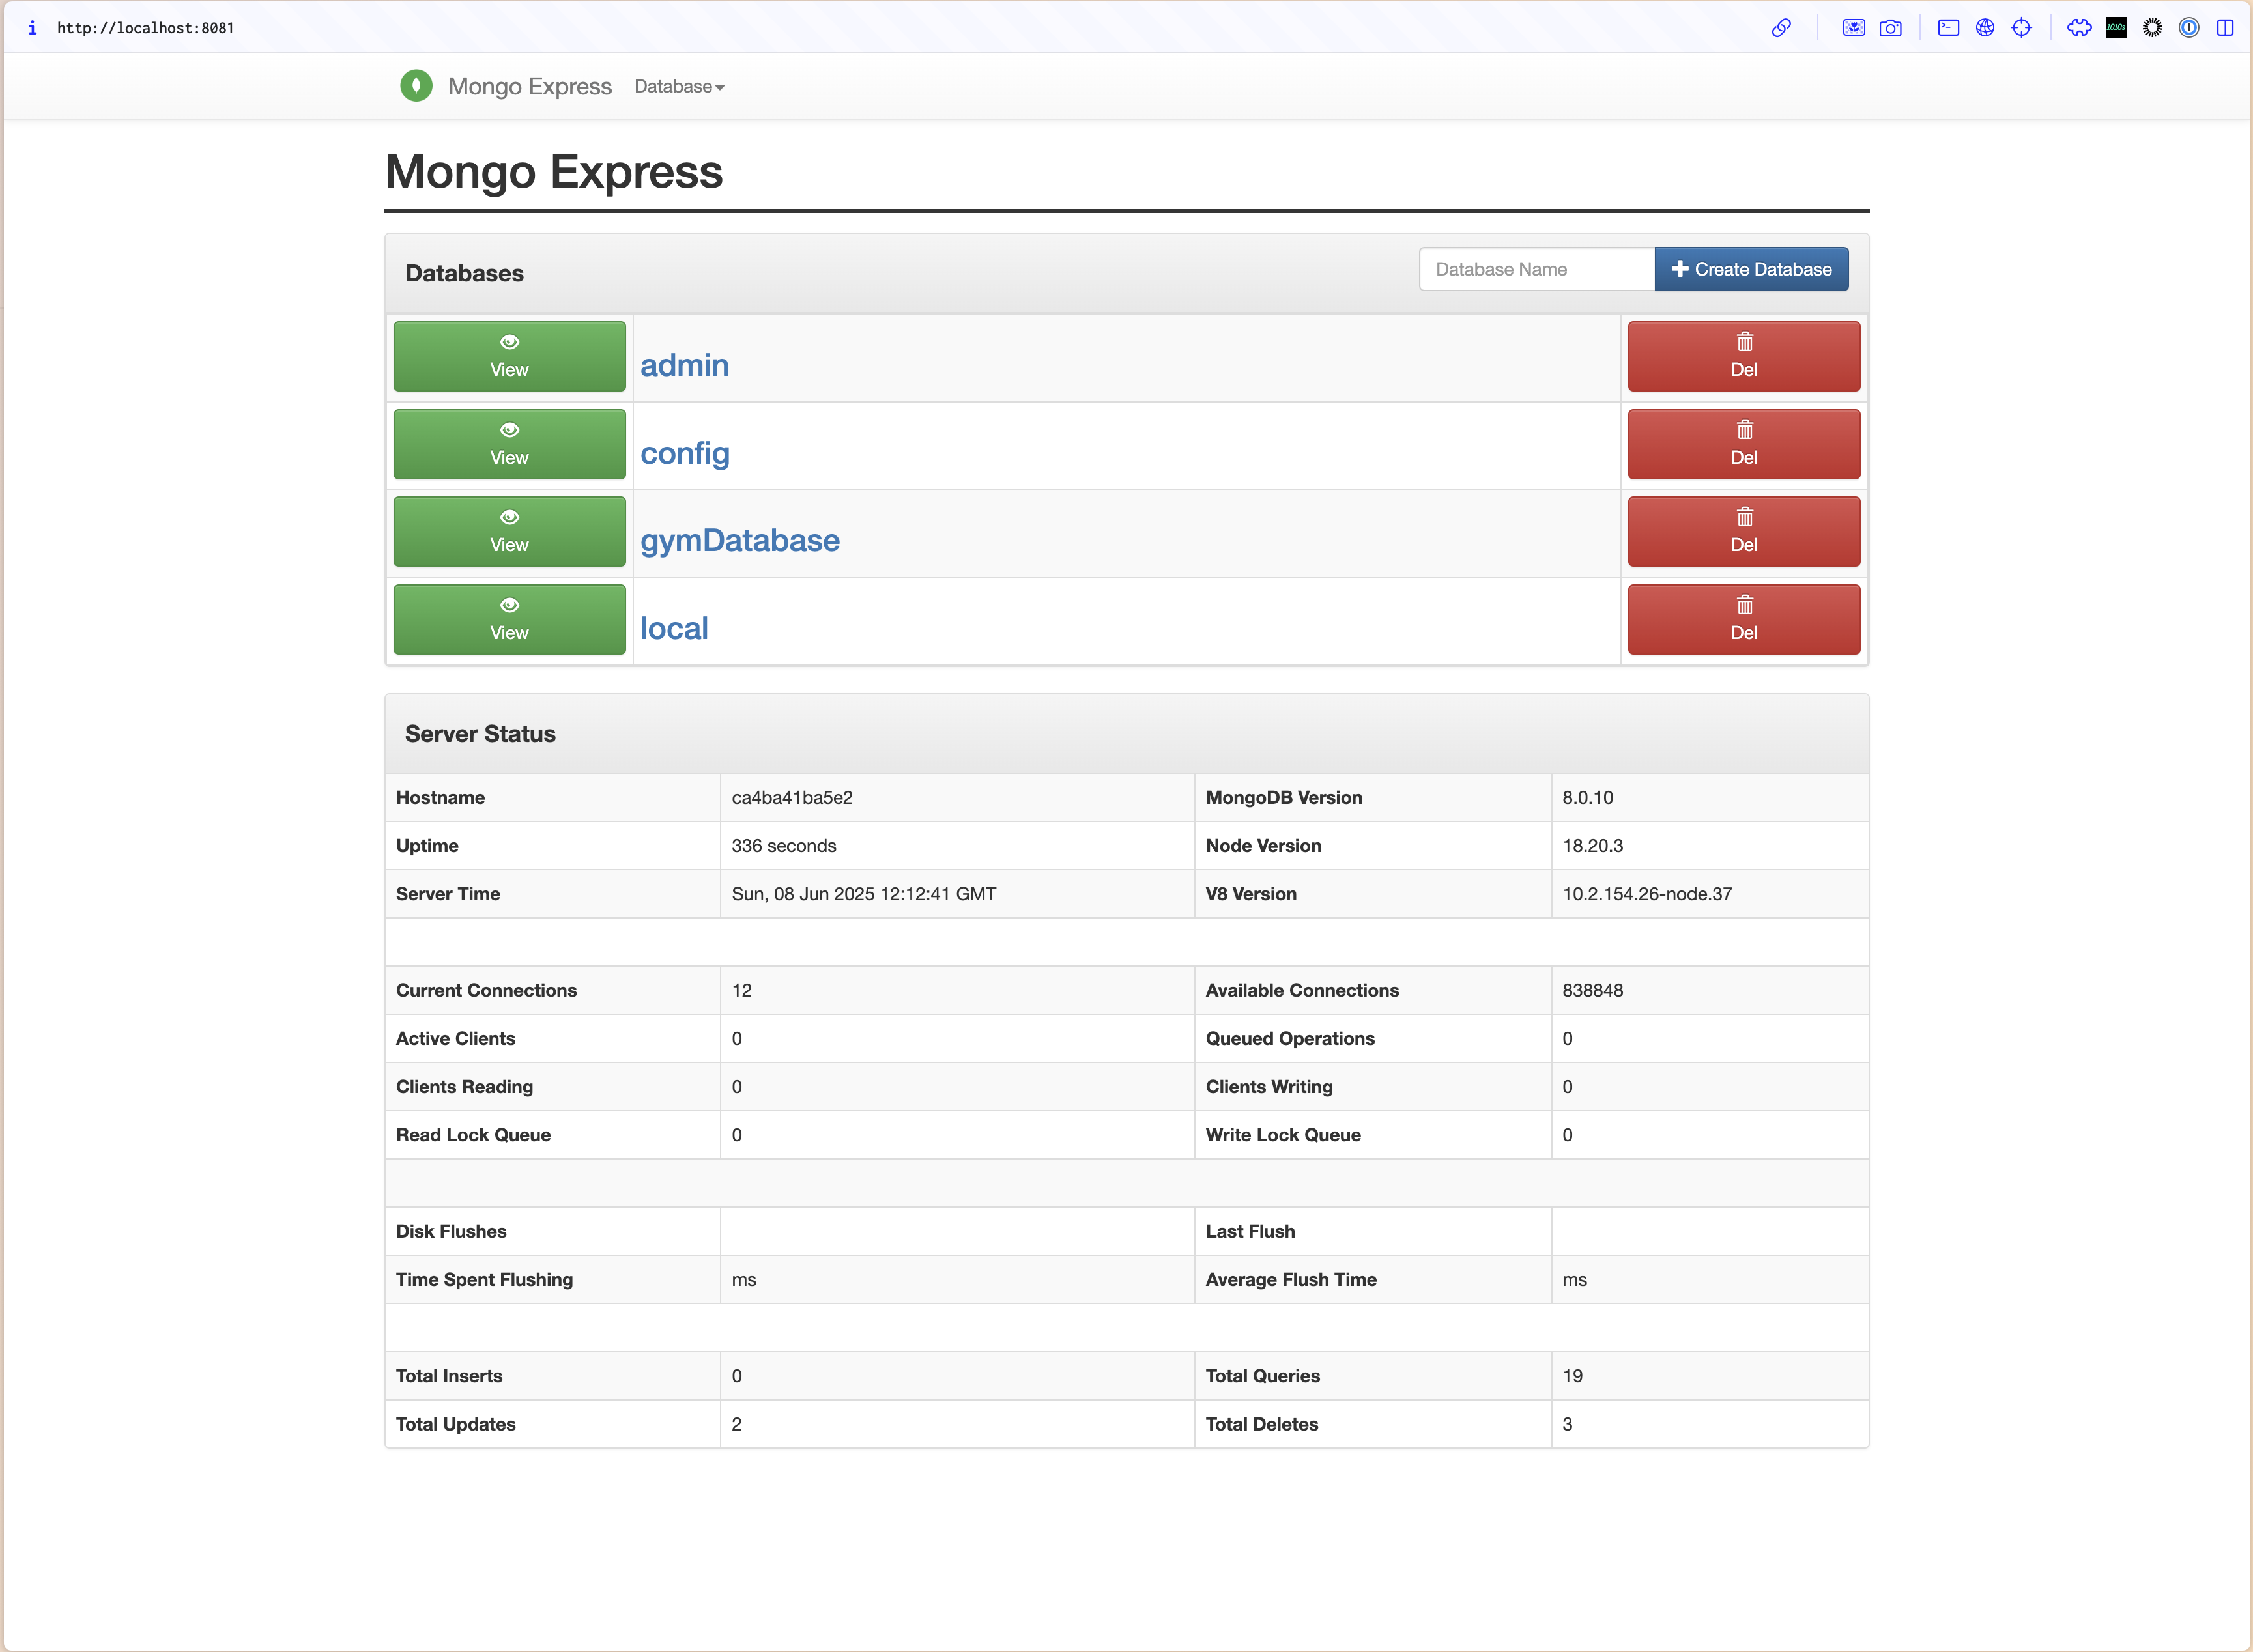 http://localhost:8081
Mongo Express Database
Mongo Express
Databases Database Name Create Database
View admin Del
View config Del
View gymDatabase Del
View local Del
Server Status
Hostname ca4ba41ba5e2 MongoDB Version 8.0.10
Uptime 336 seconds Node Version 18.20.3
Server Time Sun, 08 Jun 2025 12:12:41 GMT V8 Version 10.2.154.26-node.37
Current Connections 12 Available Connections 838848
Active Clients 0 Queued Operations 0
Clients Reading 0 Clients Writing 0
Read Lock Queue 0 Write Lock Queue 0
Disk Flushes Last Flush
Time Spent Flushing ms Average Flush Time ms
Total Inserts 0 Total Queries 19
Total Updates 2 Total Deletes 3